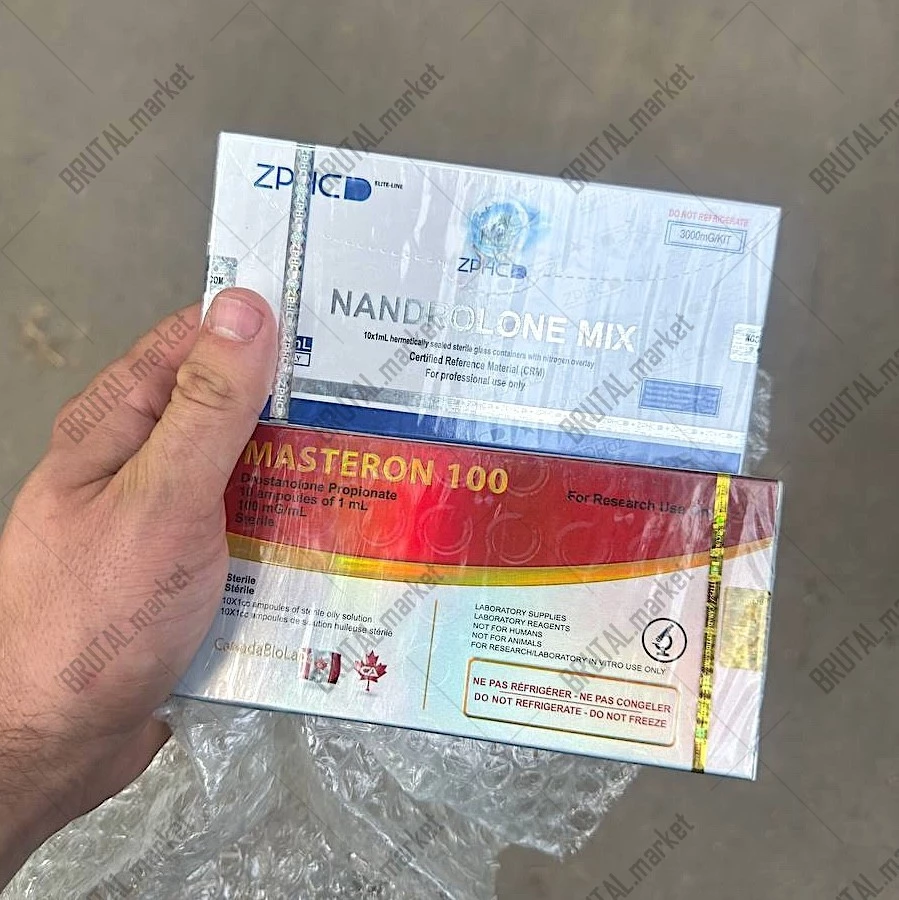 ZPHC
ELITE-LINE
DO NOT REFRIGERATE
3000mG/KIT
ZPHC
NANDROLONE MIX
10x1mL hermetically sealed sterile glass containers with nitrogen overlay
Certified Reference Material (CRM)
For professional use only
MASTERON 100
Drostanolone Propionate
10 ampoules of 1 mL
100 mG/mL
Sterile
For Research Use
Sterile
Stérile
10X1cc ampoules of sterile oily solution
10X1cc ampoules de solution huileuse stérile
CanadaBioLabs
LABORATORY SUPPLIES
LABORATORY REAGENTS
NOT FOR HUMANS
NOT FOR ANIMALS
FOR RESEARCH/LABORATORY IN VITRO USE ONLY
NE PAS RÉFRIGÉRER - NE PAS CONGELER
DO NOT REFRIGERATE - DO NOT FREEZE
BRUTAL.market